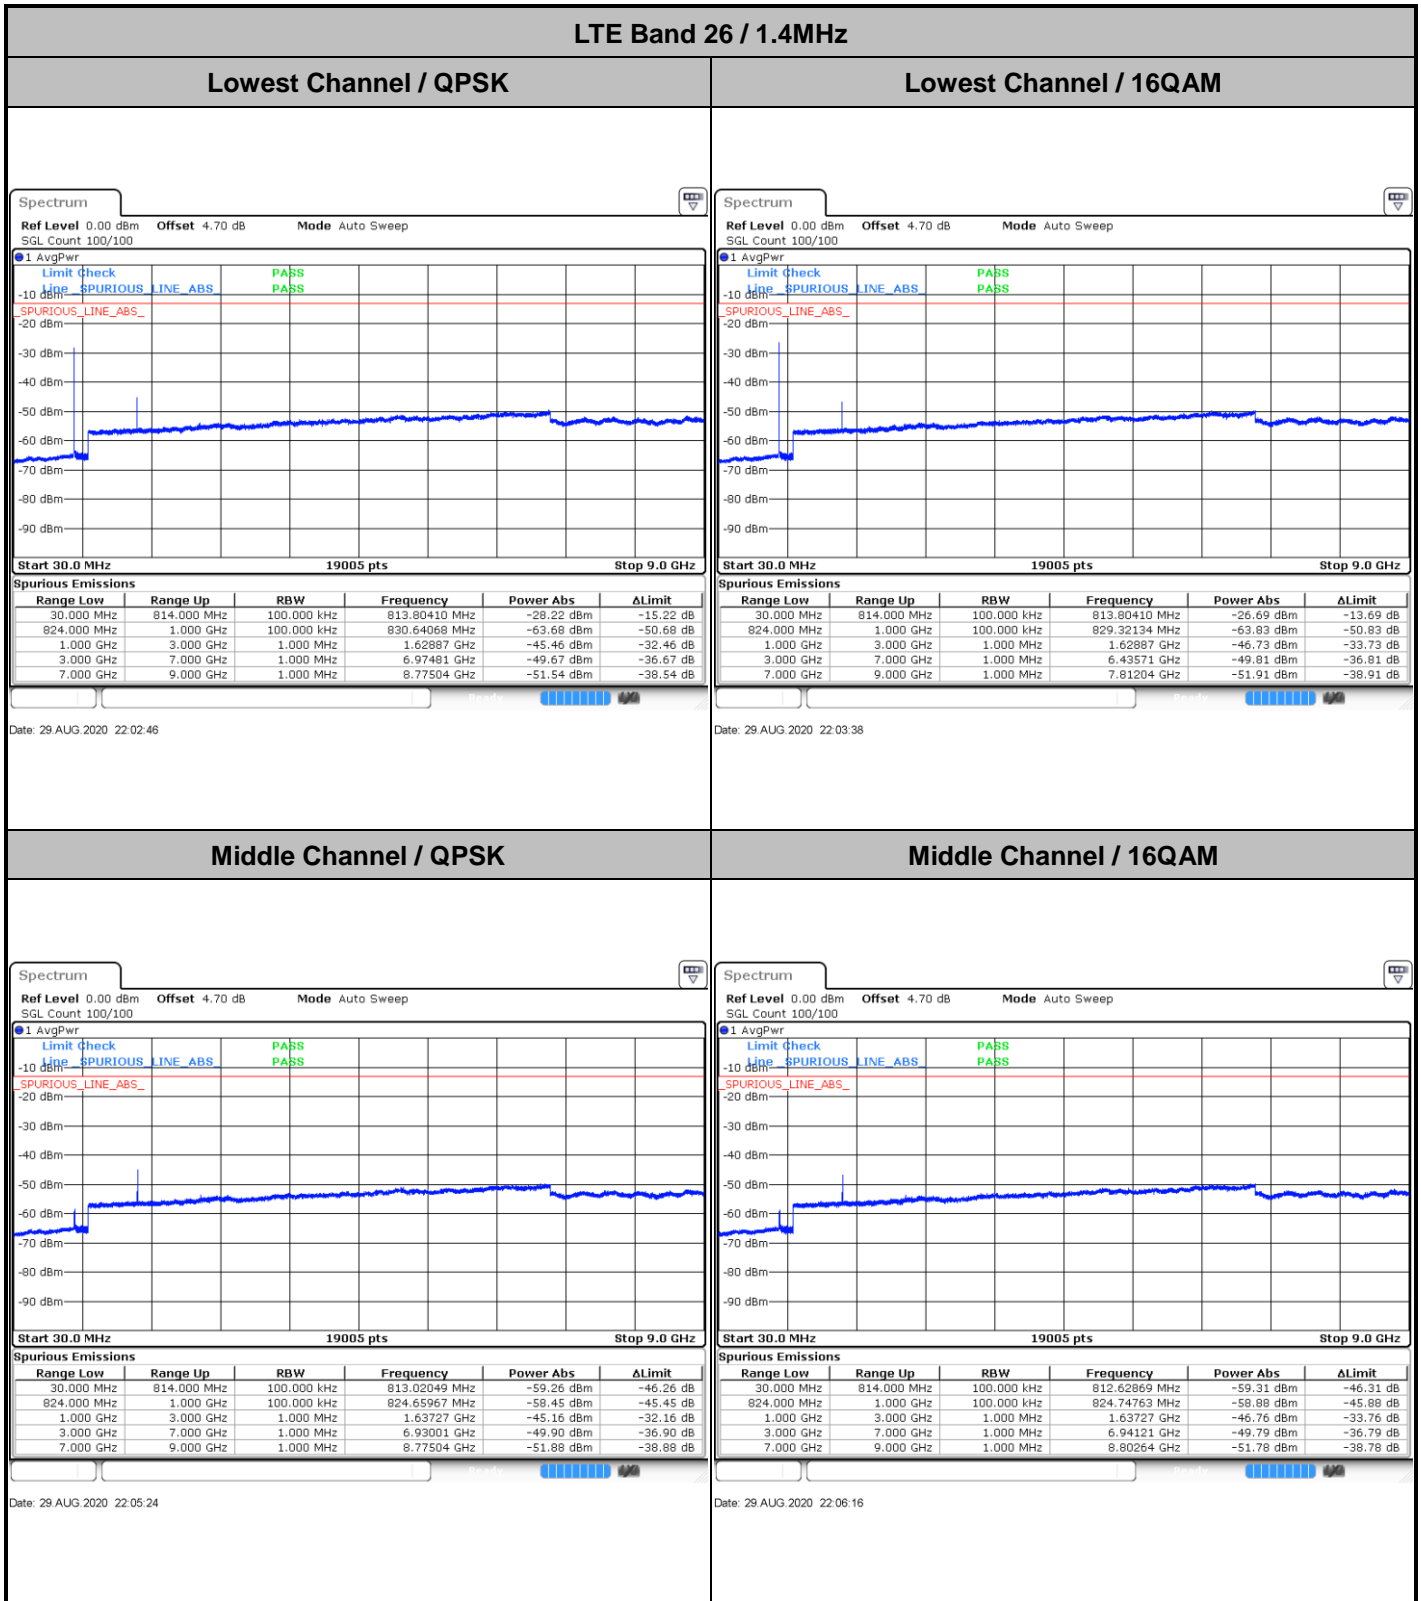 LTE Band 26 / 1.4MHz
Lowest Channel / QPSK
Lowest Channel / 16QAM
Spectrum
Ref Level 0.00 dBm Offset 4.70 dB Mode Auto Sweep
SGL Count 100/100
1 AvgPwr
Limit Check PASS
Line _SPURIOUS_LINE_ABS_ PASS
-10 dBm
_SPURIOUS_LINE_ABS_
-20 dBm
-30 dBm
-40 dBm
-50 dBm
-60 dBm
-70 dBm
-80 dBm
-90 dBm
Start 30.0 MHz 19005 pts Stop 9.0 GHz
Spurious Emissions
Range Low Range Up RBW Frequency Power Abs ΔLimit
30.000 MHz 814.000 MHz 100.000 kHz 813.80410 MHz -28.22 dBm -15.22 dB
824.000 MHz 1.000 GHz 100.000 kHz 830.64068 MHz -63.68 dBm -50.68 dB
1.000 GHz 3.000 GHz 1.000 MHz 1.62887 GHz -45.46 dBm -32.46 dB
3.000 GHz 7.000 GHz 1.000 MHz 6.97481 GHz -49.67 dBm -36.67 dB
7.000 GHz 9.000 GHz 1.000 MHz 8.77504 GHz -51.54 dBm -38.54 dB
Date: 29.AUG.2020 22:02:46
Spectrum
Ref Level 0.00 dBm Offset 4.70 dB Mode Auto Sweep
SGL Count 100/100
1 AvgPwr
Limit Check PASS
Line _SPURIOUS_LINE_ABS_ PASS
-10 dBm
_SPURIOUS_LINE_ABS_
-20 dBm
-30 dBm
-40 dBm
-50 dBm
-60 dBm
-70 dBm
-80 dBm
-90 dBm
Start 30.0 MHz 19005 pts Stop 9.0 GHz
Spurious Emissions
Range Low Range Up RBW Frequency Power Abs ΔLimit
30.000 MHz 814.000 MHz 100.000 kHz 813.80410 MHz -26.69 dBm -13.69 dB
824.000 MHz 1.000 GHz 100.000 kHz 829.32134 MHz -63.83 dBm -50.83 dB
1.000 GHz 3.000 GHz 1.000 MHz 1.62887 GHz -46.73 dBm -33.73 dB
3.000 GHz 7.000 GHz 1.000 MHz 6.43571 GHz -49.81 dBm -36.81 dB
7.000 GHz 9.000 GHz 1.000 MHz 7.81204 GHz -51.91 dBm -38.91 dB
Date: 29.AUG.2020 22:03:38
Middle Channel / QPSK
Middle Channel / 16QAM
Spectrum
Ref Level 0.00 dBm Offset 4.70 dB Mode Auto Sweep
SGL Count 100/100
1 AvgPwr
Limit Check PASS
Line _SPURIOUS_LINE_ABS_ PASS
-10 dBm
_SPURIOUS_LINE_ABS_
-20 dBm
-30 dBm
-40 dBm
-50 dBm
-60 dBm
-70 dBm
-80 dBm
-90 dBm
Start 30.0 MHz 19005 pts Stop 9.0 GHz
Spurious Emissions
Range Low Range Up RBW Frequency Power Abs ΔLimit
30.000 MHz 814.000 MHz 100.000 kHz 813.02049 MHz -59.26 dBm -46.26 dB
824.000 MHz 1.000 GHz 100.000 kHz 824.65967 MHz -58.45 dBm -45.45 dB
1.000 GHz 3.000 GHz 1.000 MHz 1.63727 GHz -45.16 dBm -32.16 dB
3.000 GHz 7.000 GHz 1.000 MHz 6.93001 GHz -49.90 dBm -36.90 dB
7.000 GHz 9.000 GHz 1.000 MHz 8.77504 GHz -51.88 dBm -38.88 dB
Date: 29.AUG.2020 22:05:24
Spectrum
Ref Level 0.00 dBm Offset 4.70 dB Mode Auto Sweep
SGL Count 100/100
1 AvgPwr
Limit Check PASS
Line _SPURIOUS_LINE_ABS_ PASS
-10 dBm
_SPURIOUS_LINE_ABS_
-20 dBm
-30 dBm
-40 dBm
-50 dBm
-60 dBm
-70 dBm
-80 dBm
-90 dBm
Start 30.0 MHz 19005 pts Stop 9.0 GHz
Spurious Emissions
Range Low Range Up RBW Frequency Power Abs ΔLimit
30.000 MHz 814.000 MHz 100.000 kHz 812.62869 MHz -59.31 dBm -46.31 dB
824.000 MHz 1.000 GHz 100.000 kHz 824.74763 MHz -58.88 dBm -45.88 dB
1.000 GHz 3.000 GHz 1.000 MHz 1.63727 GHz -46.76 dBm -33.76 dB
3.000 GHz 7.000 GHz 1.000 MHz 6.94121 GHz -49.79 dBm -36.79 dB
7.000 GHz 9.000 GHz 1.000 MHz 8.80264 GHz -51.78 dBm -38.78 dB
Date: 29.AUG.2020 22:06:16